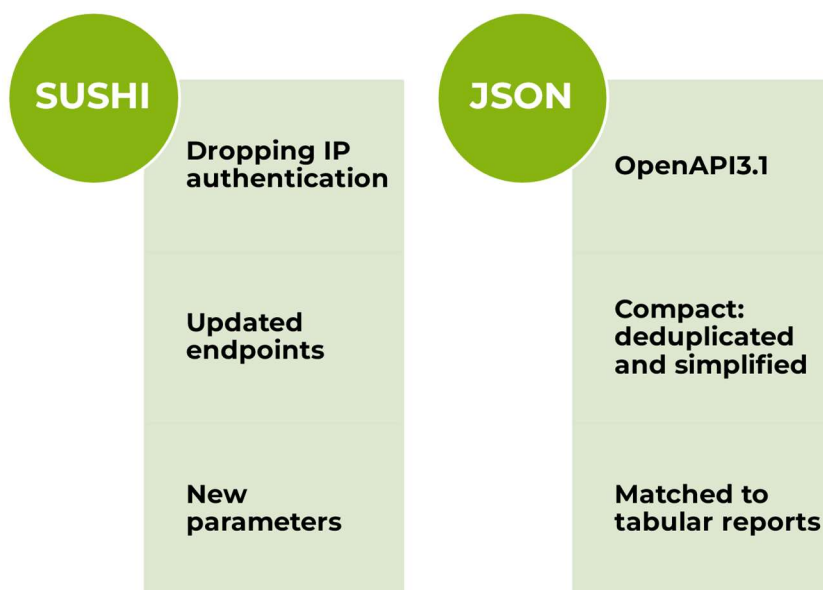 SUSHI
Dropping IP
authentication
Updated
endpoints
New
parameters
JSON
OpenAPI3.1
Compact:
deduplicated
and simplified
Matched to
tabular reports